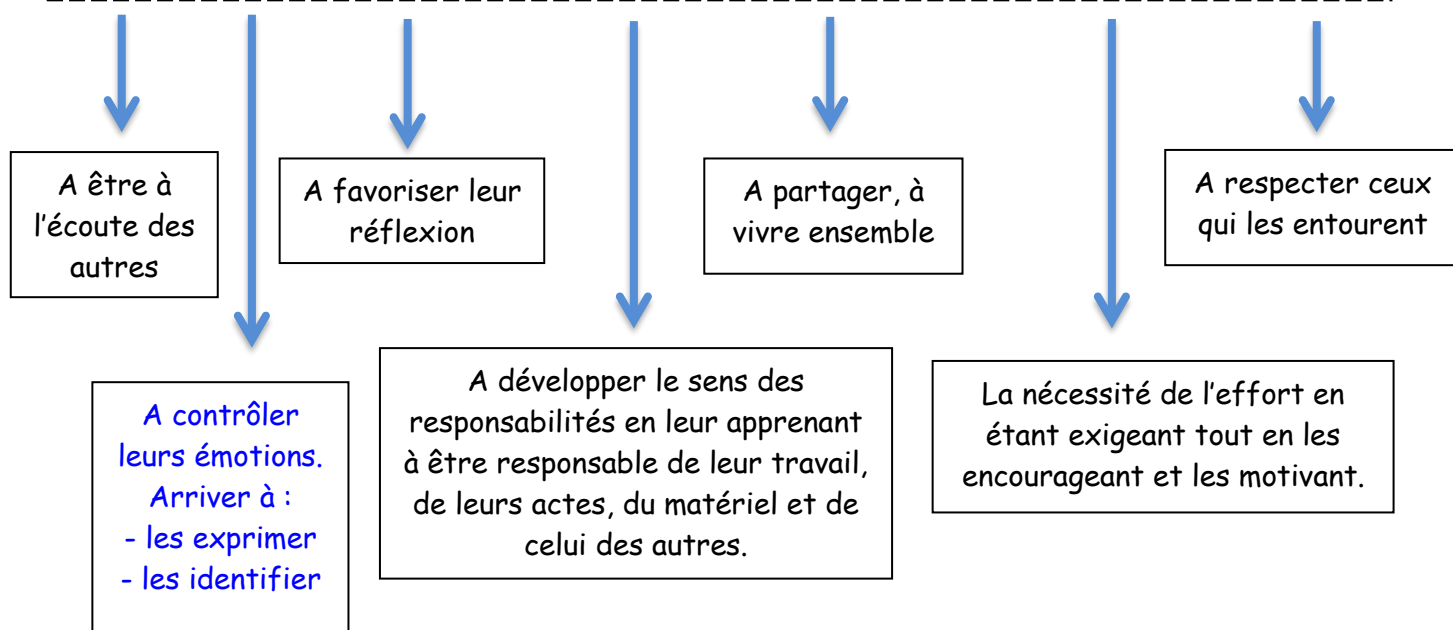 A être à
l'écoute des
autres
A favoriser leur
réflexion
A partager, à
vivre ensemble
A respecter ceux
qui les entourent
A contrôler
leurs émotions.
Arriver à :
- les exprimer
- les identifier
A développer le sens des
responsabilités en leur apprenant
à être responsable de leur travail,
de leurs actes, du matériel et de
celui des autres.
La nécessité de l'effort en
étant exigeant tout en les
encourageant et les motivant.